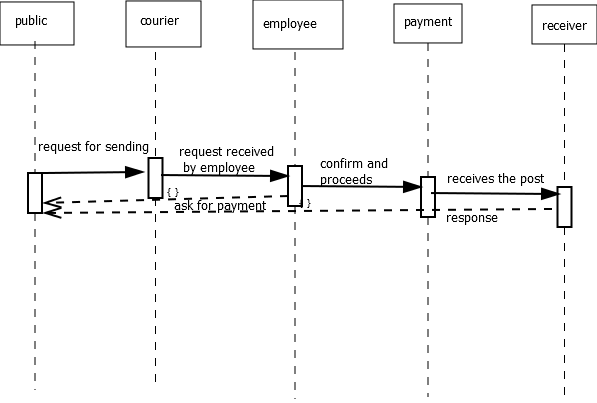 public
courier
employee
payment
receiver
request for sending
request received
by employee
confirm and
proceeds
receives the post
{ }
ask for payment
{ }
response